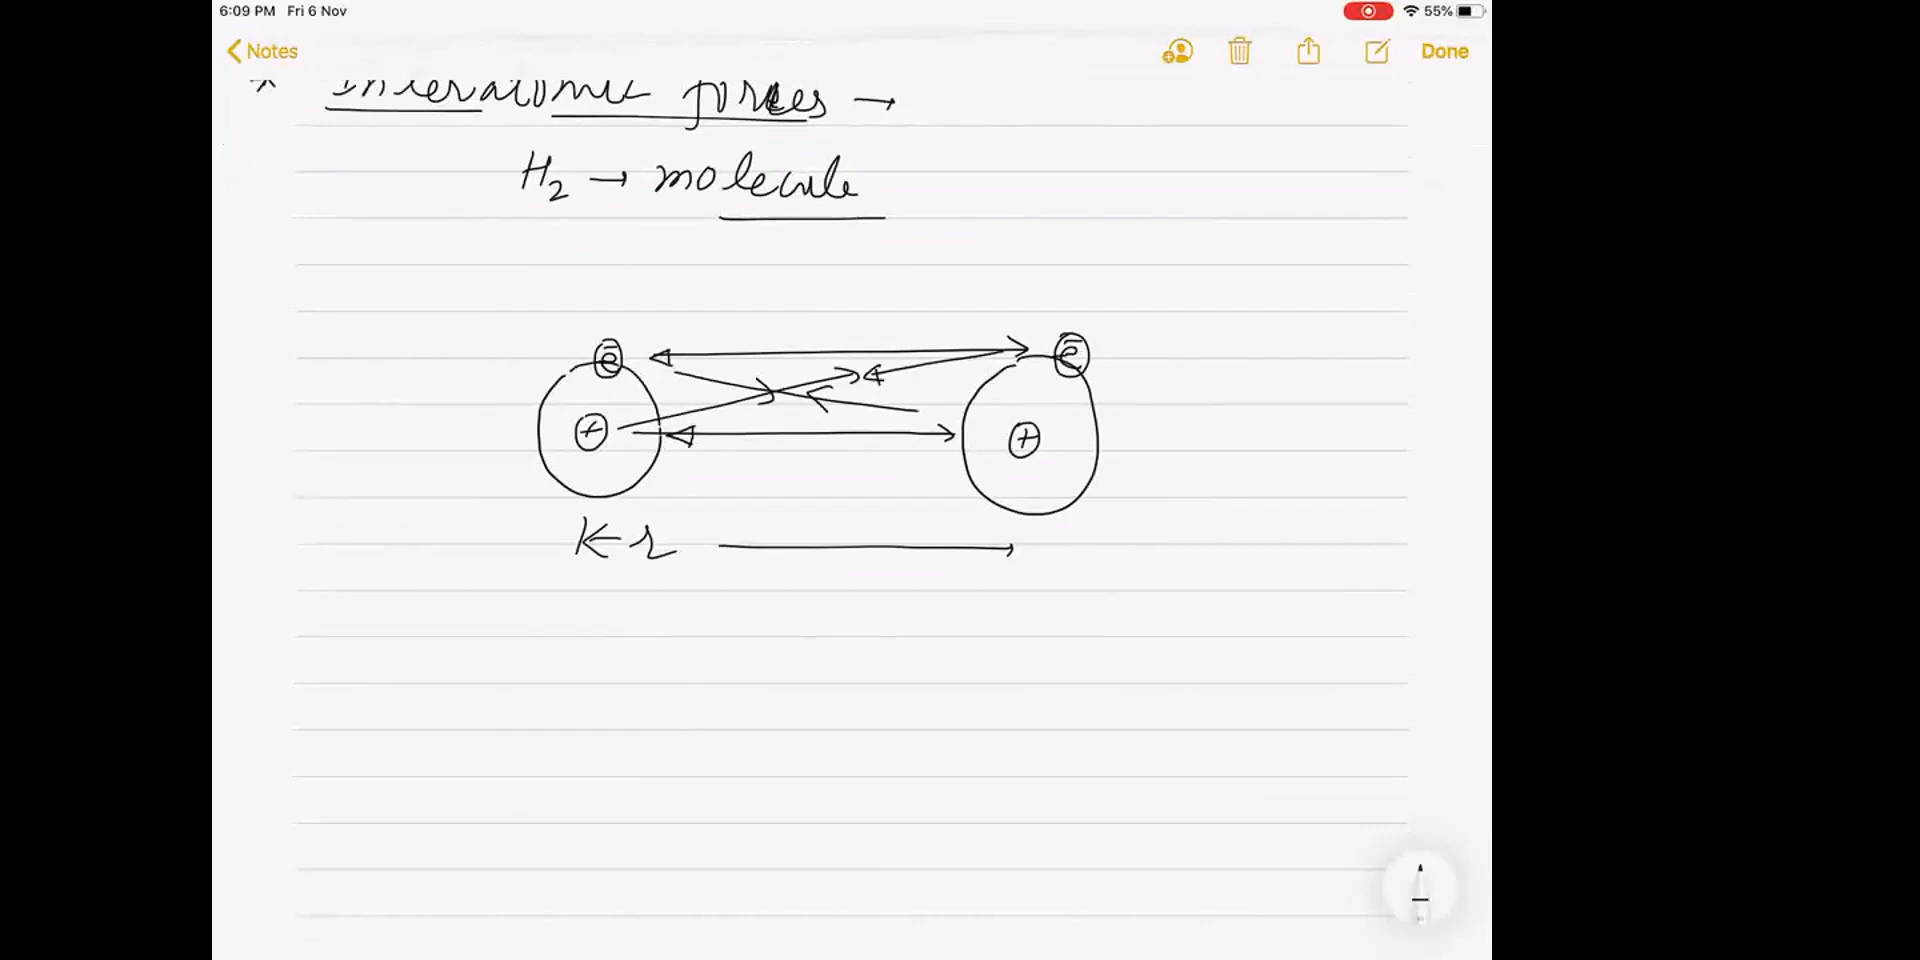 6:09 PM Fri 6 Nov 55%
Notes Done
Interatomic forces →
H₂ → molecule
e⁻ e⁻
+ +
r